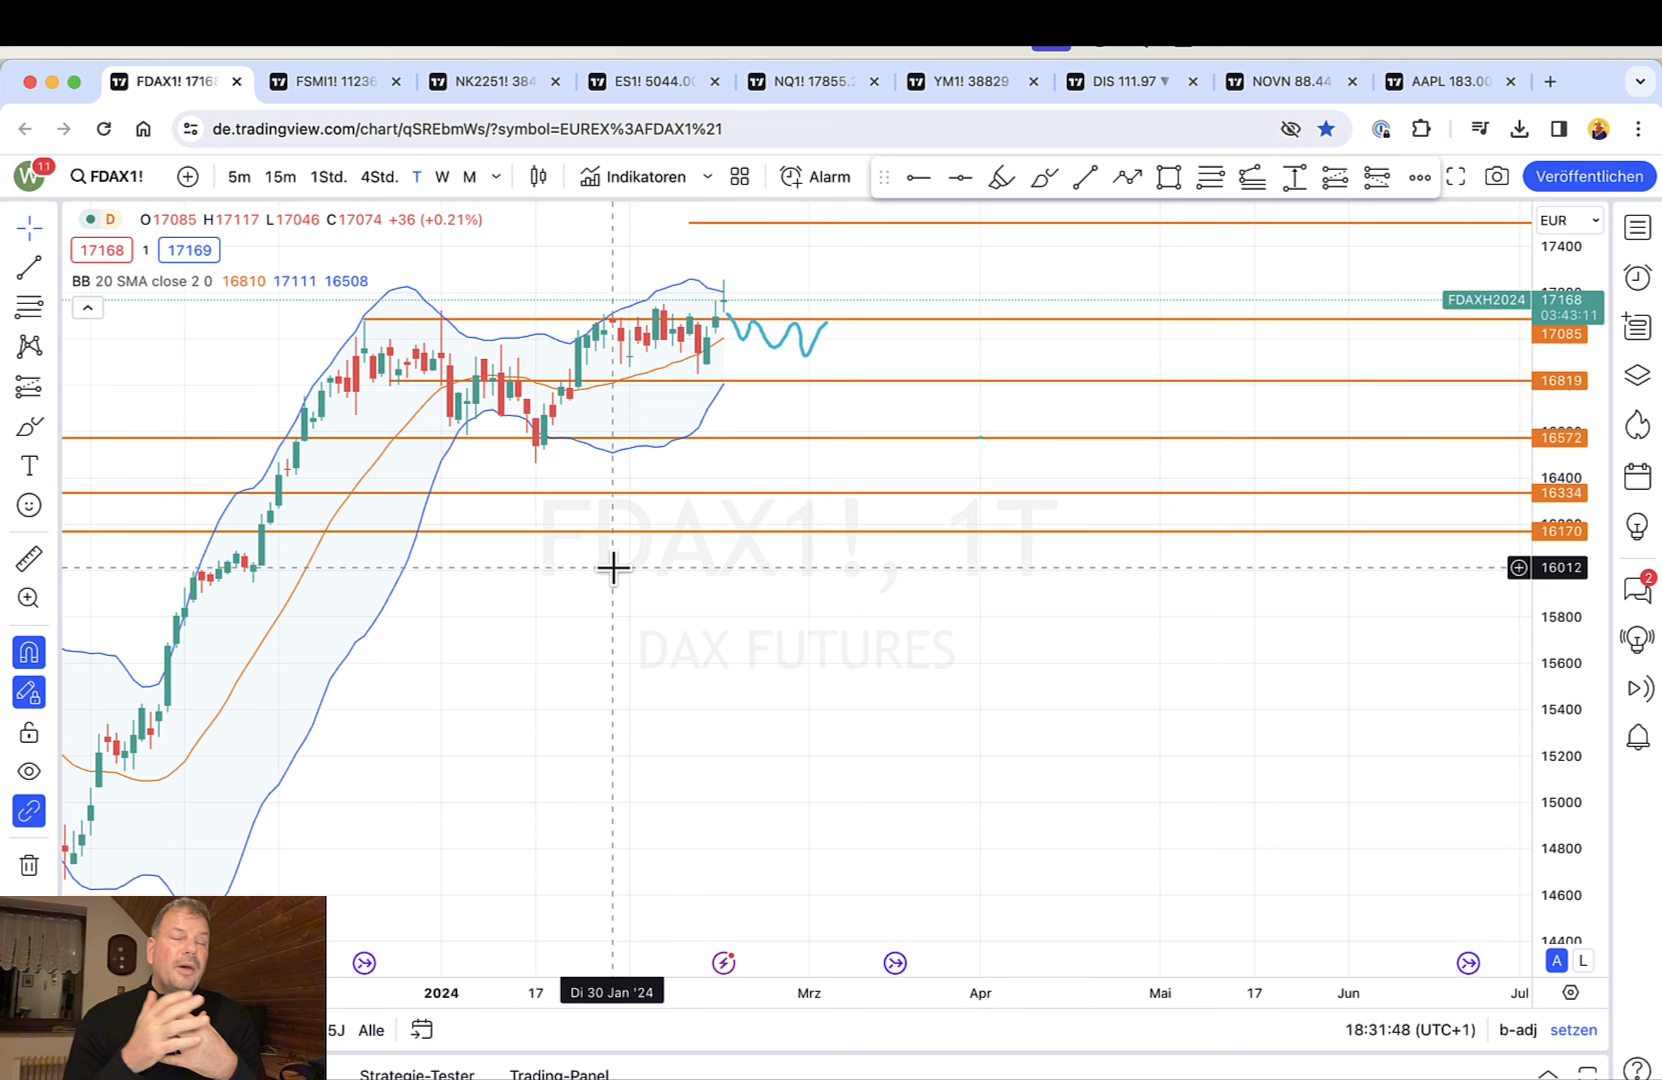 FDAX1! 1716 FSMI1! 11236 NK2251! 384 ES1! 5044.0 NQ1! 17855. YM1! 38829 DIS 111.97 ▼ NOVN 88.44 AAPL 183.00
de.tradingview.com/chart/qSREbmWs/?symbol=EUREX%3AFDAX1%21
W 11 FDAX1! 5m 15m 1Std. 4Std. T W M Indikatoren Alarm Veröffentlichen
D O17085 H17117 L17046 C17074 +36 (+0.21%)
EUR
17168 1 17169
17400
BB 20 SMA close 2 0 16810 17111 16508
FDAXH2024 17168
03:43:11
17085
16819
16572
16400
16334
16170
FDAX1!, 1T
16012
15800
DAX FUTURES
15600
15400
15200
15000
14800
14600
14400
A L
2024 17 Di 30 Jan '24 Mrz Apr Mai 17 Jun Jul
5J Alle 18:31:48 (UTC+1) b-adj setzen
Strategie-Tester Trading-Panel
2